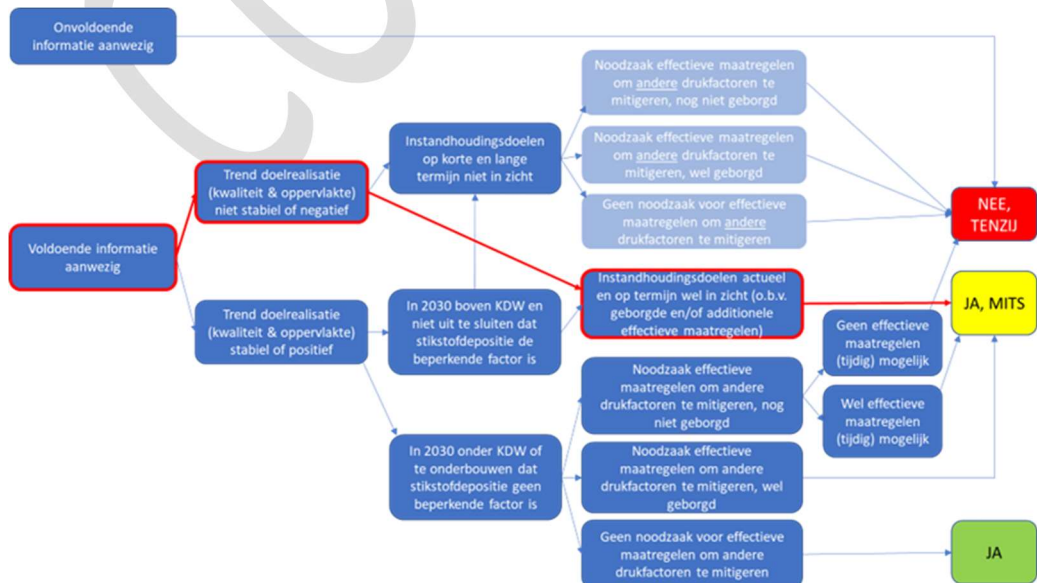 Onvoldoende
informatie aanwezig
Noodzaak effectieve maatregelen
om andere drukfactoren te
mitigeren, nog niet geborgd
Instandhoudingsdoelen
op korte en lange
termijn niet in zicht
Noodzaak effectieve maatregelen
om andere drukfactoren te
mitigeren, wel geborgd
Trend doelrealisatie
(kwaliteit & oppervlakte)
niet stabiel of negatief
Geen noodzaak voor effectieve
maatregelen om andere
drukfactoren te mitigeren
NEE,
TENZIJ
Voldoende informatie
aanwezig
Instandhoudingsdoelen actueel
en op termijn wel in zicht (o.b.v.
geborgde en/of additionele
effectieve maatregelen)
JA, MITS
Trend doelrealisatie
(kwaliteit & oppervlakte)
stabiel of positief
In 2030 boven KDW en
niet uit te sluiten dat
stikstofdepositie de
beperkende factor is
Geen effectieve
maatregelen
(tijdig) mogelijk
Noodzaak effectieve
maatregelen om andere
drukfactoren te mitigeren, nog
niet geborgd
Wel effectieve
maatregelen
(tijdig) mogelijk
In 2030 onder KDW of
te onderbouwen dat
stikstofdepositie geen
beperkende factor is
Noodzaak effectieve
maatregelen om andere
drukfactoren te mitigeren, wel
geborgd
Geen noodzaak voor effectieve
maatregelen om andere
drukfactoren te mitigeren
JA